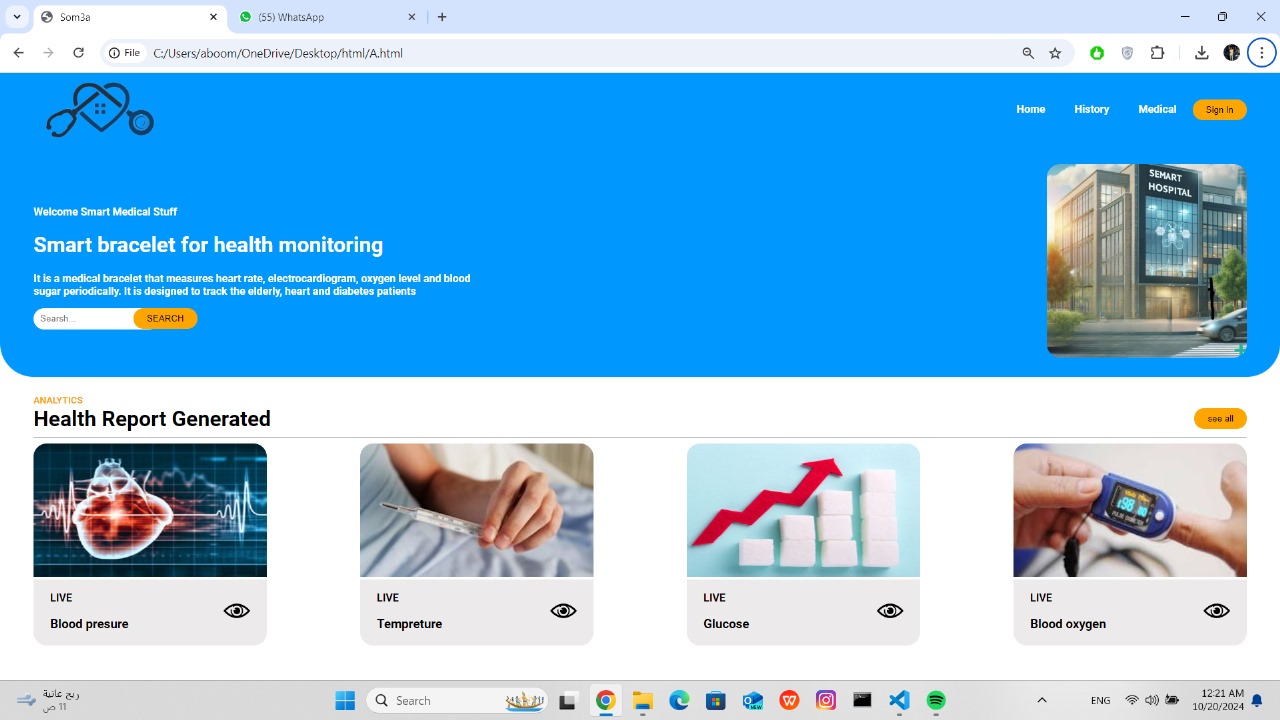 Som3a
(55) WhatsApp
File
C:/Users/aboom/OneDrive/Desktop/html/A.html
Home History Medical Sign In
SEMART
HOSPITAL
Welcome Smart Medical Stuff
Smart bracelet for health monitoring
It is a medical bracelet that measures heart rate, electrocardiogram, oxygen level and blood
sugar periodically. It is designed to track the elderly, heart and diabetes patients
Searsh... SEARCH
ANALYTICS
Health Report Generated
see all
98
LIVE
Blood presure
LIVE
Tempreture
LIVE
Glucose
LIVE
Blood oxygen
ريح عاتية
11 ص
Search
ENG
12:21 AM
10/20/2024